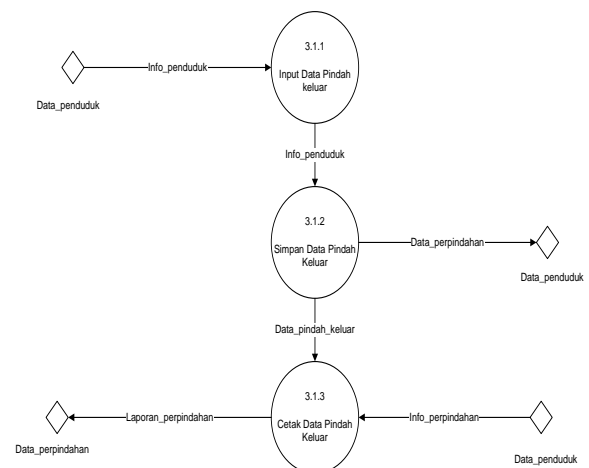 3.1.1
Input Data Pindah
keluar
Info_penduduk
Data_penduduk
Info_penduduk
3.1.2
Simpan Data Pindah
Keluar
Data_perpindahan
Data_penduduk
Data_pindah_keluar
3.1.3
Cetak Data Pindah
Keluar
Laporan_perpindahan
Info_perpindahan
Data_perpindahan
Data_penduduk